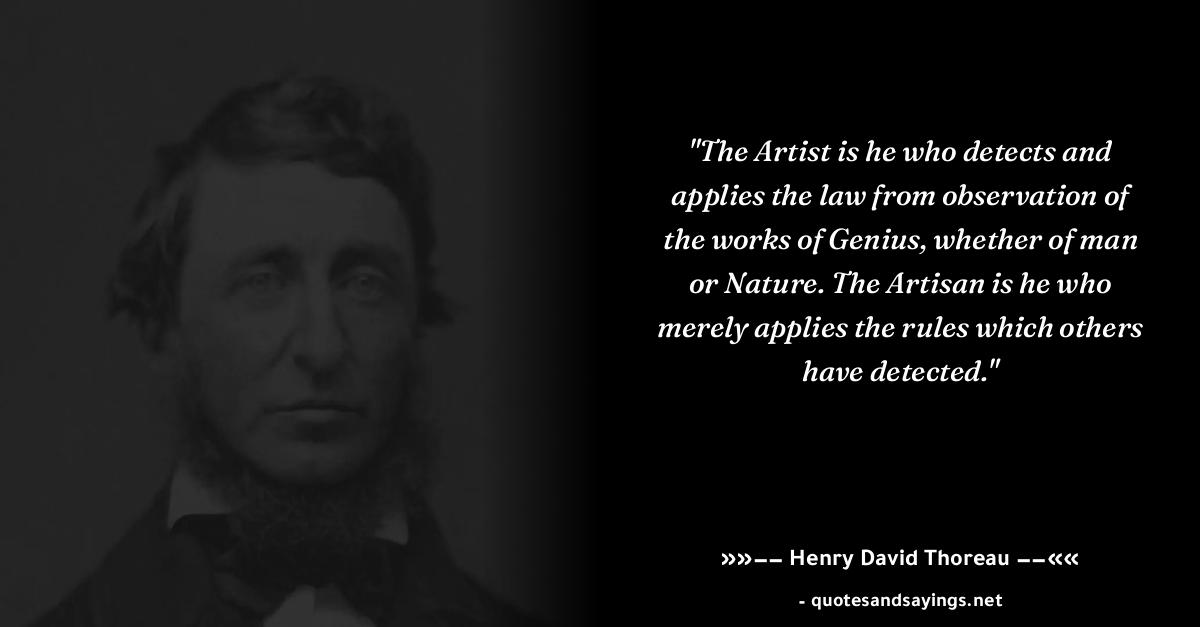 "The Artist is he who detects and
applies the law from observation of
the works of Genius, whether of man
or Nature. The Artisan is he who
merely applies the rules which others
have detected."
»»−− Henry David Thoreau −−««
- quotesandsayings.net